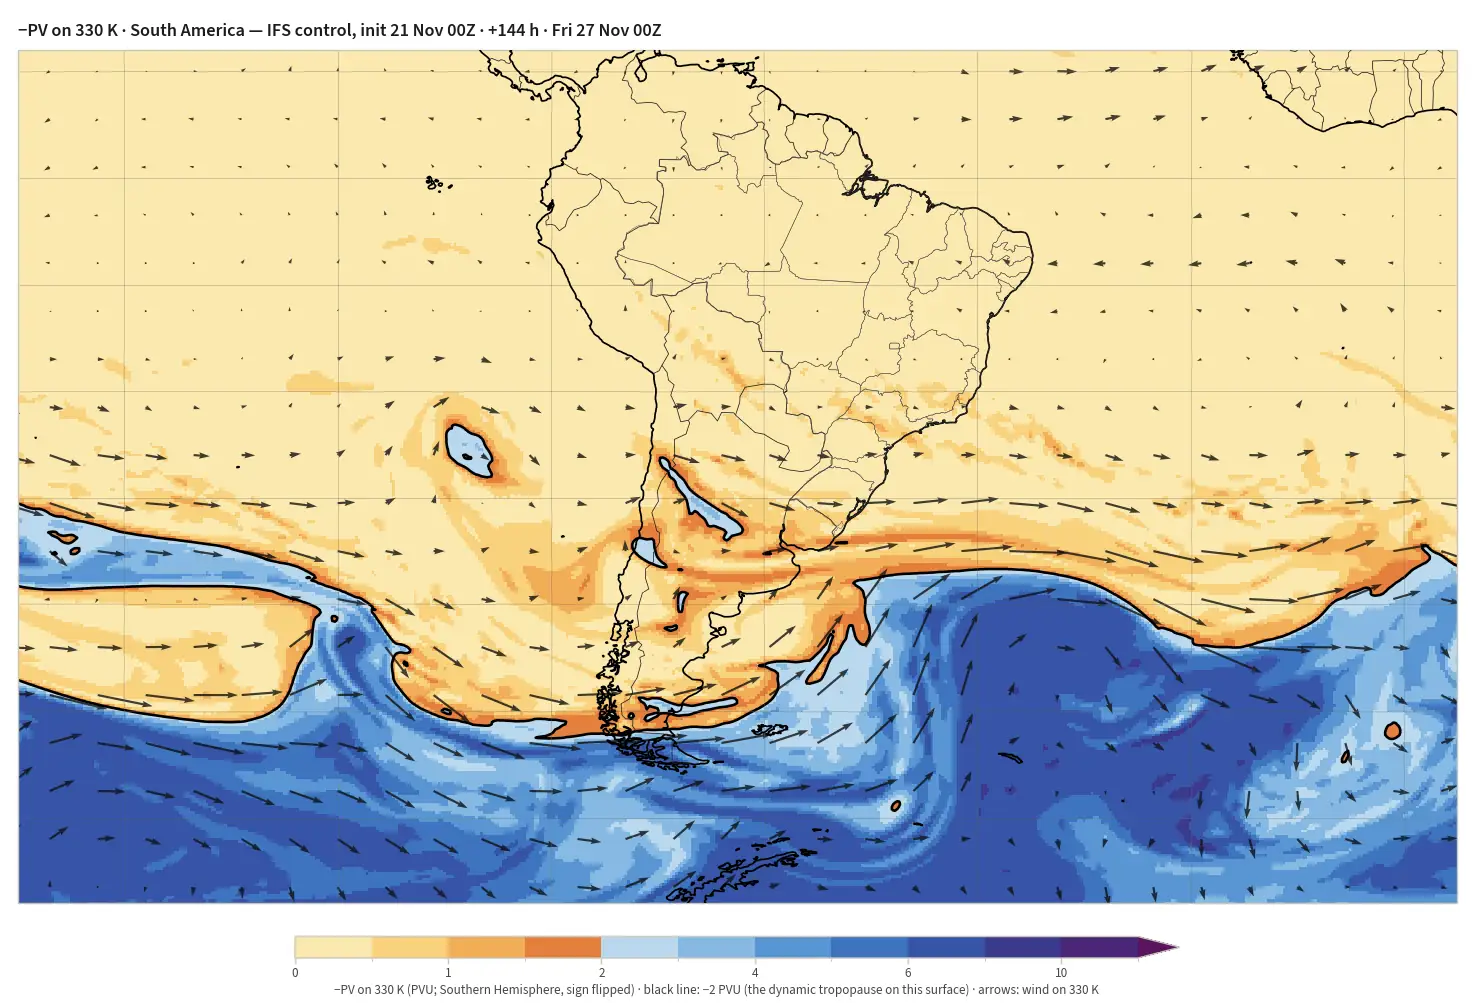 −PV on 330 K · South America — IFS control, init 21 Nov 00Z · +144 h · Fri 27 Nov 00Z
0 1 2 4 6 10
−PV on 330 K (PVU; Southern Hemisphere, sign flipped) · black line: −2 PVU (the dynamic tropopause on this surface) · arrows: wind on 330 K